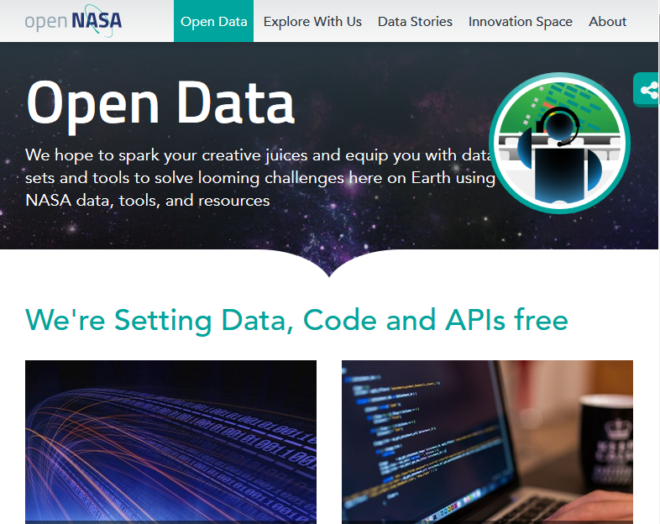 open NASA
Open Data
Explore With Us
Data Stories
Innovation Space
About
Open Data
We hope to spark your creative juices and equip you with data
sets and tools to solve looming challenges here on Earth using
NASA data, tools, and resources
We're Setting Data, Code and APIs free